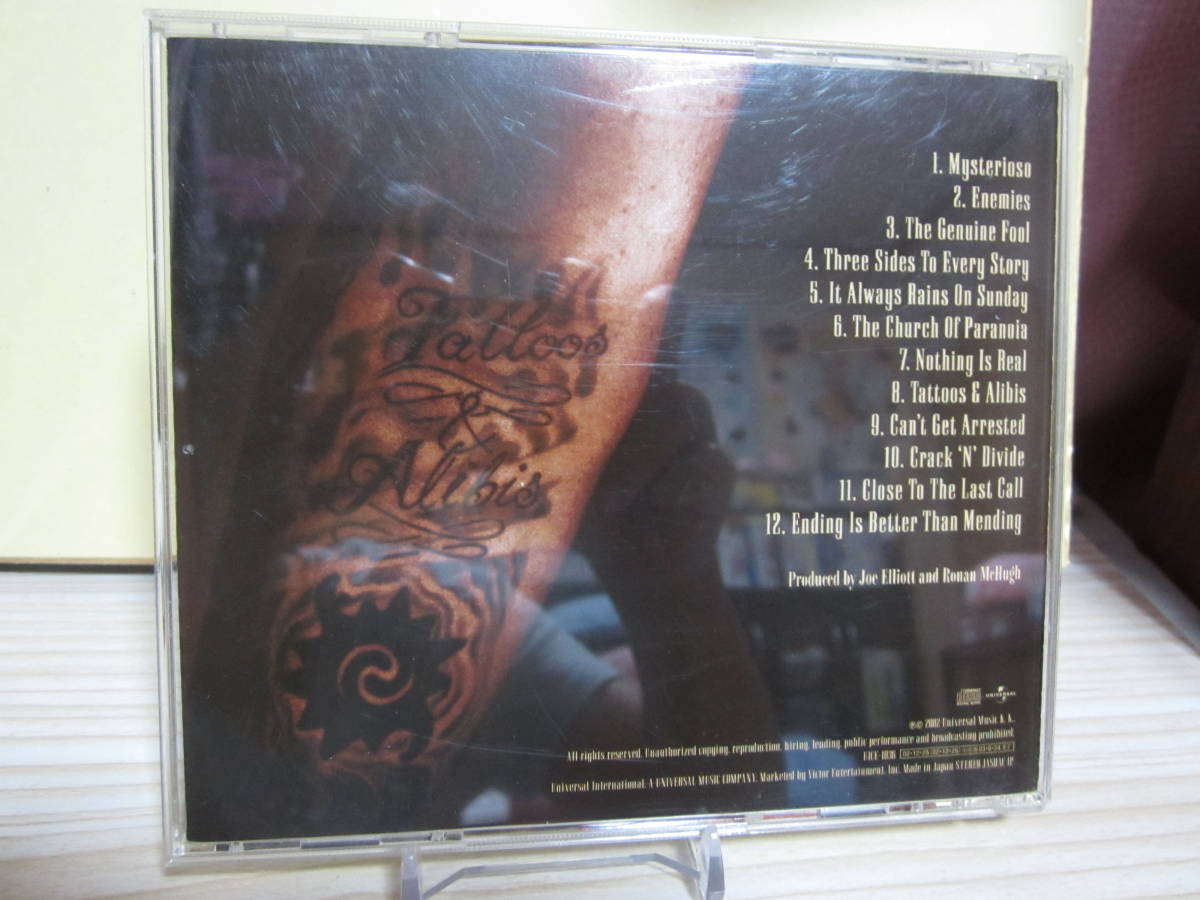 Tattoos
&
Alibis
1. Mysterioso
2. Enemies
3. The Genuine Fool
4. Three Sides To Every Story
5. It Always Rains On Sunday
6. The Church Of Paranoia
7. Nothing Is Real
8. Tattoos & Alibis
9. Can't Get Arrested
10. Crack 'N' Divide
11. Close To The Last Call
12. Ending Is Better Than Mending
Produced by Joe Elliott and Ronan McHugh
UNIVERSAL
℗© 2002 Universal Music K.K.
All rights reserved. Unauthorized copying, reproduction, hiring, lending, public performance and broadcasting prohibited.
Universal International. A UNIVERSAL MUSIC COMPANY. Marketed by Victor Entertainment, Inc. Made in Japan STEREO JASRAC